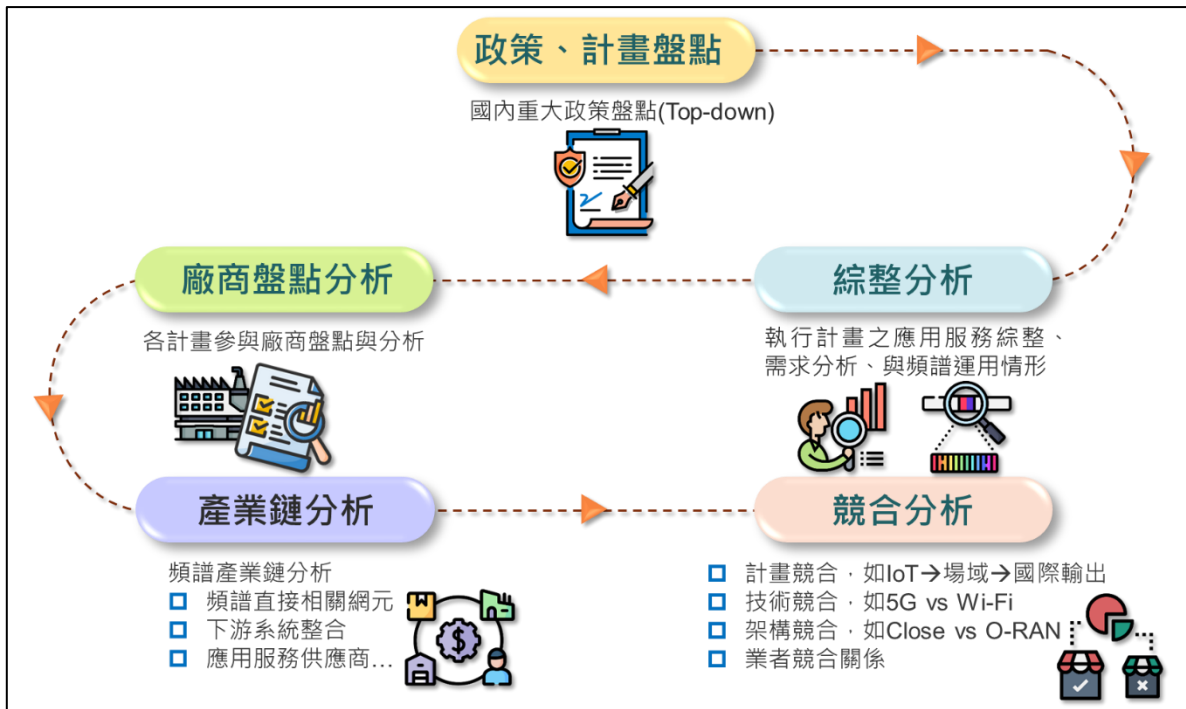 政策、計畫盤點
國內重大政策盤點(Top-down)
綜整分析
執行計畫之應用服務綜整、
需求分析、與頻譜運用情形
廠商盤點分析
各計畫參與廠商盤點與分析
產業鏈分析
頻譜產業鏈分析
頻譜直接相關網元
下游系統整合
應用服務供應商…
競合分析
計畫競合，如IoT→場域→國際輸出
技術競合，如5G vs Wi-Fi
架構競合，如Close vs O-RAN
業者競合關係